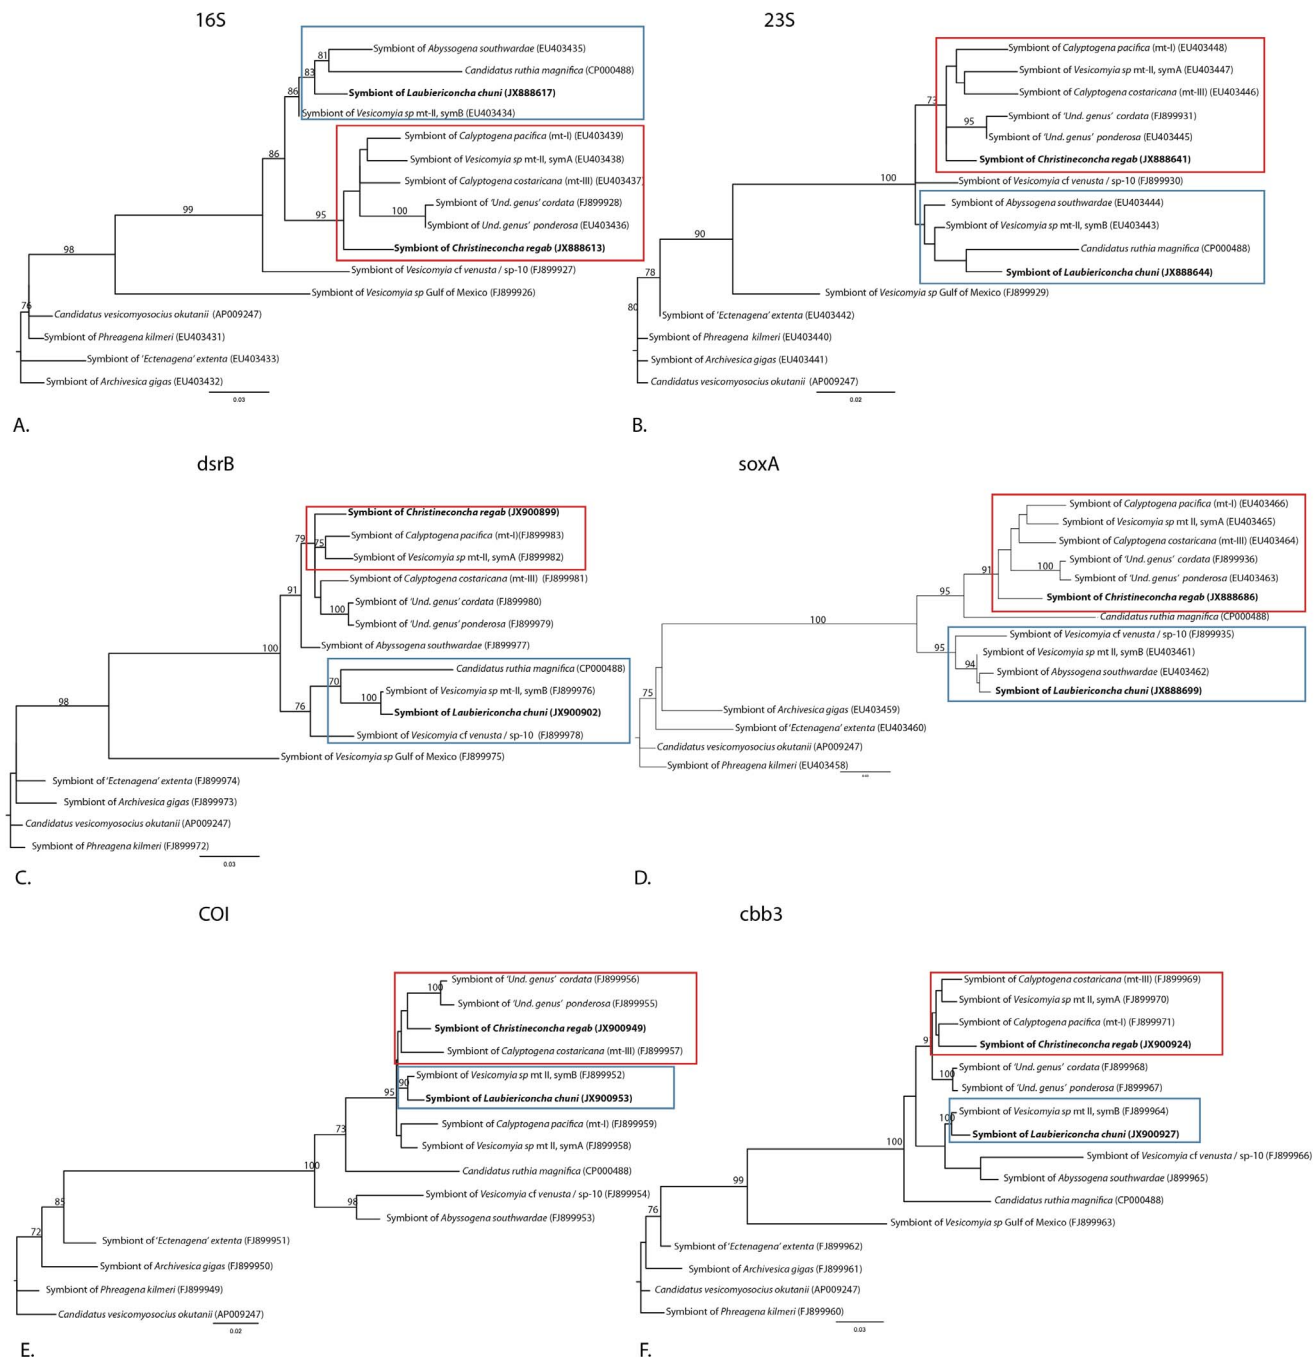 16S
81
Symbiont of Abyssogena southwardae (EU403435)
83
Candidatus ruthia magnifica (CP000488)
86
Symbiont of Laubiericoncha chuni (JX888617)
Symbiont of Vesicomyia sp mt-II, symB (EU403434)
Symbiont of Calyptogena pacifica (mt-I) (EU403439)
86
Symbiont of Vesicomyia sp mt-II, symA (EU403438)
Symbiont of Calyptogena costaricana (mt-III) (EU403437)
99
95
100
Symbiont of 'Und. genus' cordata (FJ899928)
Symbiont of Und. genus' ponderosa (EU403436)
98
Symbiont of Christineconcha regab (JX888613)
Symbiont of Vesicomyia cf venusta / sp-10 (FJ899927)
Symbiont of Vesicomyia sp Gulf of Mexico (FJ899926)
76
Candidatus vesicomyosocius okutanii (AP009247)
Symbiont of Phreagena kilmeri (EU403431)
Symbiont of 'Ectenagena' extenta (EU403433)
Symbiont of Archivesica gigas (EU403432)
0.03
A.
23S
Symbiont of Calyptogena pacifica (mt-I) (EU403448)
Symbiont of Vesicomyia sp mt-II, symA (EU403447)
Symbiont of Calyptogena costaricana (mt-III) (EU403446
73
95
Symbiont of 'Und. genus' cordata (FJ899931)
Symbiont of 'Und. genus' ponderosa (EU403445)
Symbiont of Christineconcha regab (JX888641)
100
Symbiont of Vesicomyia cf venusta / sp-10 (FJ899930)
Symbiont of Abyssogena southwardae (EU403444)
Symbiont of Vesicomyia sp mt-II, symB (EU403443)
90
Candidatus ruthia magnifica (CP000488)
Symbiont of Laubiericoncha chuni (JX888644)
78
Symbiont of Vesicomyia sp Gulf of Mexico (FJ899929)
80
Symbiont of 'Ectenagena' extenta (EU403442)
Symbiont of Phreagena kilmeri (EU403440)
Symbiont of Archivesica gigas (EU403441)
Candidatus vesicomyosocius okutanii (AP009247)
0.02
B.
dsrB
Symbiont of Christineconcha regab (JX900899)
79
75
Symbiont of Calyptogena pacifica (mt-I)(FJ899983)
Symbiont of Vesicomyia sp mt-II, symA (FJ899982)
Symbiont of Calyptogena costaricana (mt-III) (FJ899981)
91
Symbiont of 'Und. genus' cordata (FJ899980)
100
Symbiont of 'Und. genus' ponderosa (FJ899979)
100
Symbiont of Abyssogena southwardae (FJ899977)
Candidatus ruthia magnifica (CP000488)
70
Symbiont of Vesicomyia sp mt-II, symB (FJ899976)
100
98
76
Symbiont of Laubiericoncha chuni (JX900902)
Symbiont of Vesicomyia cf venusta / sp-10 (FJ899978)
Symbiont of Vesicomyia sp Gulf of Mexico (FJ899975)
Symbiont of 'Ectenagena' extenta (FJ899974)
Symbiont of Archivesica gigas (FJ899973)
Candidatus vesicomyosocius okutanii (AP009247)
Symbiont of Phreagena kilmeri (FJ899972)
0.03
C.
soxA
Symbiont of Calyptogena pacifica (mt-I) (EU403466)
Symbiont of Vesicomyia sp mt II, symA (EU403465)
Symbiont of Calyptogena costaricana (mt-III) (EU403464)
Symbiont of 'Und. genus' cordata (FJ899936)
91
100
Symbiont of 'Und. genus' ponderosa (EU403463)
95
Symbiont of Christineconcha regab (JX888686)
Candidatus ruthia magnifica (CP000488)
100
Symbiont of Vesicomyia cf venusta / sp-10 (FJ899935)
95
Symbiont of Vesicomyia sp mt II, symB (EU403461)
94
Symbiont of Abyssogena southwardae (EU403462)
Symbiont of Laubiericoncha chuni (JX888699)
75
Symbiont of Archivesica gigas (EU403459)
Symbiont of 'Ectenagena' extenta (EU403460)
Candidatus vesicomyosocius okutanii (AP009247)
Symbiont of Phreagena kilmeri (EU403458)
D.
COI
Symbiont of 'Und. genus' cordata (FJ899956)
100
Symbiont of 'Und. genus' ponderosa (FJ899955)
Symbiont of Christineconcha regab (JX900949)
Symbiont of Calyptogena costaricana (mt-III) (FJ899957)
Symbiont of Vesicomyia sp mt II, symB (FJ899952)
90
95
Symbiont of Laubiericoncha chuni (JX900953)
Symbiont of Calyptogena pacifica (mt-I) (FJ899959)
73
Symbiont of Vesicomyia sp mt II, symA (FJ899958)
100
Candidatus ruthia magnifica (CP000488)
Symbiont of Vesicomyia cf venusta / sp-10 (FJ899954)
98
85
Symbiont of Abyssogena southwardae (FJ899953)
72
Symbiont of 'Ectenagena' extenta (FJ899951)
Symbiont of Archivesica gigas (FJ899950)
Symbiont of Phreagena kilmeri (FJ899949)
Candidatus vesicomyosocius okutanii (AP009247)
0.02
E.
cbb3
Symbiont of Calyptogena costaricana (mt-III) (FJ899969)
Symbiont of Vesicomyia sp mt II, symA (FJ899970)
Symbiont of Calyptogena pacifica (mt-I) (FJ899971)
Symbiont of Christineconcha regab (JX900924)
Symbiont of 'Und. genus' cordata (FJ899968)
100
Symbiont of 'Und. genus' ponderosa (FJ899967)
Symbiont of Vesicomyia sp mt II, symB (FJ899964)
100
Symbiont of Laubiericoncha chuni (JX900927)
100
Symbiont of Vesicomyia cf venusta / sp-10 (FJ899966)
Symbiont of Abyssogena southwardae (J899965)
99
Candidatus ruthia magnifica (CP000488)
76
Symbiont of Vesicomyia sp Gulf of Mexico (FJ899963)
Symbiont of 'Ectenagena' extenta (FJ899962)
Symbiont of Archivesica gigas (FJ899961)
Candidatus vesicomyosocius okutanii (AP009247)
Symbiont of Phreagena kilmeri (FJ899960)
0.03
F.